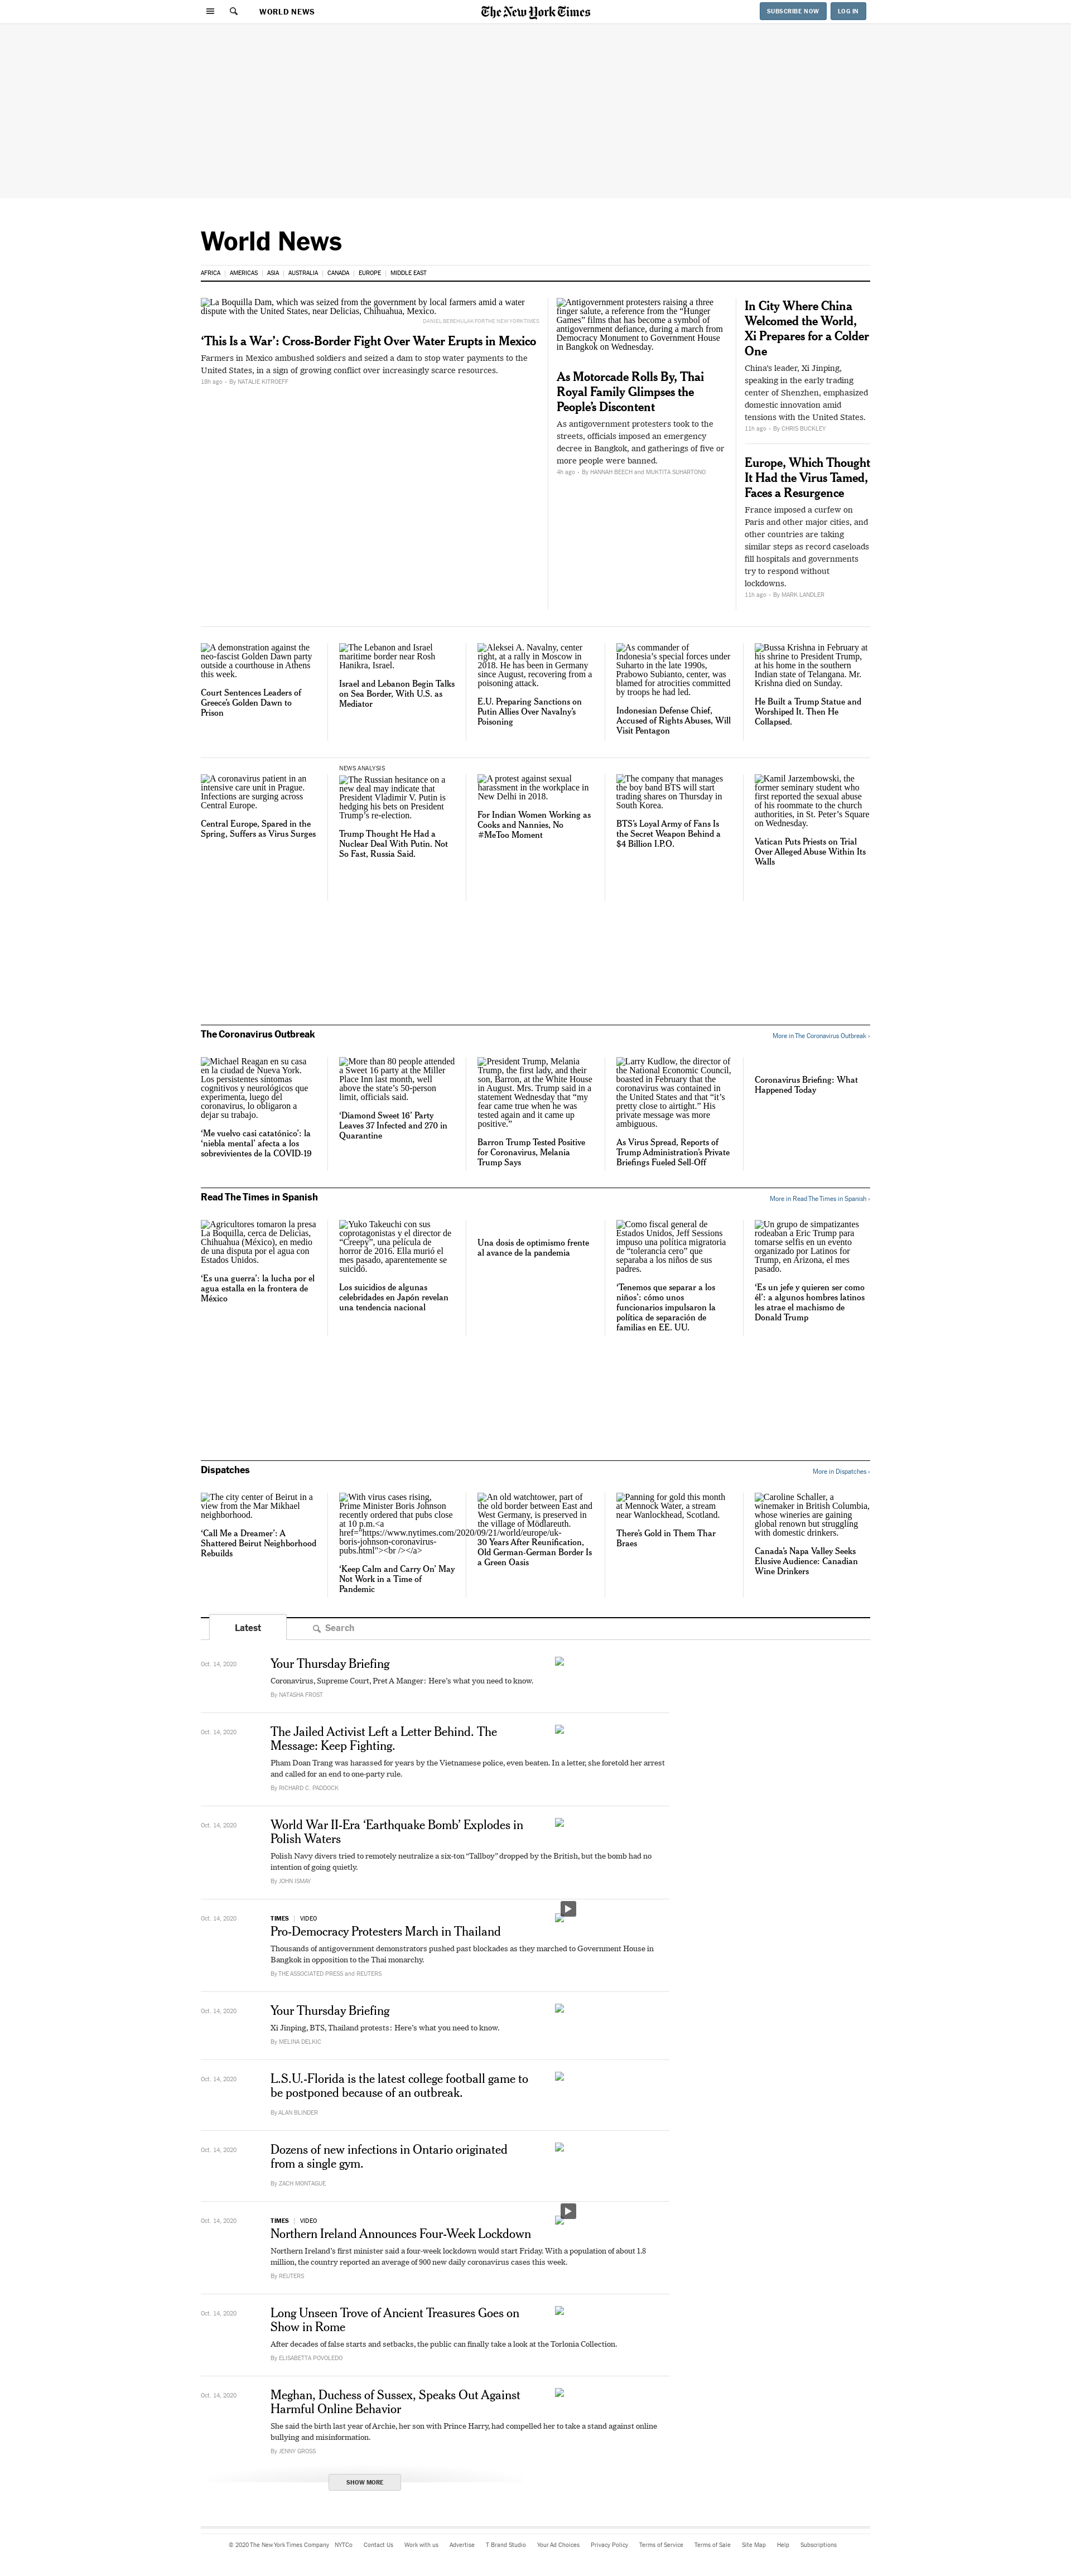 WORLD NEWS
The New York Times
SUBSCRIBE NOW
LOG IN
World News
AFRICA
AMERICAS
ASIA
AUSTRALIA
CANADA
EUROPE
MIDDLE EAST
La Boquilla Dam, which was seized from the government by local farmers amid a water
dispute with the United States, near Delicias, Chihuahua, Mexico.
DANIEL BEREHULAK FOR THE NEW YORK TIMES
‘This Is a War’: Cross-Border Fight Over Water Erupts in Mexico
Farmers in Mexico ambushed soldiers and seized a dam to stop water payments to the
United States, in a sign of growing conflict over increasingly scarce resources.
18h ago · By NATALIE KITROEFF
Antigovernment protesters raising a three
finger salute, a reference from the “Hunger
Games” films that has become a symbol of
antigovernment defiance, during a march from
Democracy Monument to Government House
in Bangkok on Wednesday.
As Motorcade Rolls By, Thai
Royal Family Glimpses the
People’s Discontent
As antigovernment protesters took to the
streets, officials imposed an emergency
decree in Bangkok, and gatherings of five or
more people were banned.
4h ago · By HANNAH BEECH and MUKTITA SUHARTONO
In City Where China
Welcomed the World,
Xi Prepares for a Colder
One
China’s leader, Xi Jinping,
speaking in the early trading
center of Shenzhen, emphasized
domestic innovation amid
tensions with the United States.
11h ago · By CHRIS BUCKLEY
Europe, Which Thought
It Had the Virus Tamed,
Faces a Resurgence
France imposed a curfew on
Paris and other major cities, and
other countries are taking
similar steps as record caseloads
fill hospitals and governments
try to respond without
lockdowns.
11h ago · By MARK LANDLER
A demonstration against the
neo-fascist Golden Dawn party
outside a courthouse in Athens
this week.
Court Sentences Leaders of
Greece’s Golden Dawn to
Prison
The Lebanon and Israel
maritime border near Rosh
Hanikra, Israel.
Israel and Lebanon Begin Talks
on Sea Border, With U.S. as
Mediator
Aleksei A. Navalny, center
right, at a rally in Moscow in
2018. He has been in Germany
since August, recovering from a
poisoning attack.
E.U. Preparing Sanctions on
Putin Allies Over Navalny’s
Poisoning
As commander of
Indonesia’s special forces under
Suharto in the late 1990s,
Prabowo Subianto, center, was
blamed for atrocities committed
by troops he had led.
Indonesian Defense Chief,
Accused of Rights Abuses, Will
Visit Pentagon
Bussa Krishna in February at
his shrine to President Trump,
at his home in the southern
Indian state of Telangana. Mr.
Krishna died on Sunday.
He Built a Trump Statue and
Worshiped It. Then He
Collapsed.
A coronavirus patient in an
intensive care unit in Prague.
Infections are surging across
Central Europe.
Central Europe, Spared in the
Spring, Suffers as Virus Surges
NEWS ANALYSIS
The Russian hesitance on a
new deal may indicate that
President Vladimir V. Putin is
hedging his bets on President
Trump’s re-election.
Trump Thought He Had a
Nuclear Deal With Putin. Not
So Fast, Russia Said.
A protest against sexual
harassment in the workplace in
New Delhi in 2018.
For Indian Women Working as
Cooks and Nannies, No
#MeToo Moment
The company that manages
the boy band BTS will start
trading shares on Thursday in
South Korea.
BTS’s Loyal Army of Fans Is
the Secret Weapon Behind a
$4 Billion I.P.O.
Kamil Jarzembowski, the
former seminary student who
first reported the sexual abuse
of his roommate to the church
authorities, in St. Peter’s Square
on Wednesday.
Vatican Puts Priests on Trial
Over Alleged Abuse Within Its
Walls
The Coronavirus Outbreak
More in The Coronavirus Outbreak ›
Michael Reagan en su casa
en la ciudad de Nueva York.
Los persistentes síntomas
cognitivos y neurológicos que
experimenta, luego del
coronavirus, lo obligaron a
dejar su trabajo.
‘Me vuelvo casi catatónico’: la
‘niebla mental’ afecta a los
sobrevivientes de la COVID-19
More than 80 people attended
a Sweet 16 party at the Miller
Place Inn last month, well
above the state’s 50-person
limit, officials said.
‘Diamond Sweet 16’ Party
Leaves 37 Infected and 270 in
Quarantine
President Trump, Melania
Trump, the first lady, and their
son, Barron, at the White House
in August. Mrs. Trump said in a
statement Wednesday that “my
fear came true when he was
tested again and it came up
positive.”
Barron Trump Tested Positive
for Coronavirus, Melania
Trump Says
Larry Kudlow, the director of
the National Economic Council,
boasted in February that the
coronavirus was contained in
the United States and that “it’s
pretty close to airtight.” His
private message was more
ambiguous.
As Virus Spread, Reports of
Trump Administration’s Private
Briefings Fueled Sell-Off
Coronavirus Briefing: What
Happened Today
Read The Times in Spanish
More in Read The Times in Spanish ›
Agricultores tomaron la presa
La Boquilla, cerca de Delicias,
Chihuahua (México), en medio
de una disputa por el agua con
Estados Unidos.
‘Es una guerra’: la lucha por el
agua estalla en la frontera de
México
Yuko Takeuchi con sus
coprotagonistas y el director de
“Creepy”, una película de
horror de 2016. Ella murió el
mes pasado, aparentemente se
suicidó.
Los suicidios de algunas
celebridades en Japón revelan
una tendencia nacional
Una dosis de optimismo frente
al avance de la pandemia
Como fiscal general de
Estados Unidos, Jeff Sessions
impuso una política migratoria
de “tolerancia cero” que
separaba a los niños de sus
padres.
‘Tenemos que separar a los
niños’: cómo unos
funcionarios impulsaron la
política de separación de
familias en EE. UU.
Un grupo de simpatizantes
rodeaban a Eric Trump para
tomarse selfis en un evento
organizado por Latinos for
Trump, en Arizona, el mes
pasado.
‘Es un jefe y quieren ser como
él’: a algunos hombres latinos
les atrae el machismo de
Donald Trump
Dispatches
More in Dispatches ›
The city center of Beirut in a
view from the Mar Mikhael
neighborhood.
‘Call Me a Dreamer’: A
Shattered Beirut Neighborhood
Rebuilds
With virus cases rising,
Prime Minister Boris Johnson
recently ordered that pubs close
at 10 p.m.<a
href="https://www.nytimes.com/2020/09/21/world/europe/uk-
boris-johnson-coronavirus-
pubs.html"><br /></a>
‘Keep Calm and Carry On’ May
Not Work in a Time of
Pandemic
An old watchtower, part of
the old border between East and
West Germany, is preserved in
the village of Mödlareuth.
30 Years After Reunification,
Old German-German Border Is
a Green Oasis
Panning for gold this month
at Mennock Water, a stream
near Wanlockhead, Scotland.
There’s Gold in Them Thar
Braes
Caroline Schaller, a
winemaker in British Columbia,
whose wineries are gaining
global renown but struggling
with domestic drinkers.
Canada’s Napa Valley Seeks
Elusive Audience: Canadian
Wine Drinkers
Latest
Search
Oct. 14, 2020
Your Thursday Briefing
Coronavirus, Supreme Court, Pret A Manger: Here’s what you need to know.
By NATASHA FROST
Oct. 14, 2020
The Jailed Activist Left a Letter Behind. The
Message: Keep Fighting.
Pham Doan Trang was harassed for years by the Vietnamese police, even beaten. In a letter, she foretold her arrest
and called for an end to one-party rule.
By RICHARD C. PADDOCK
Oct. 14, 2020
World War II-Era ‘Earthquake Bomb’ Explodes in
Polish Waters
Polish Navy divers tried to remotely neutralize a six-ton “Tallboy” dropped by the British, but the bomb had no
intention of going quietly.
By JOHN ISMAY
Oct. 14, 2020
TIMES | VIDEO
Pro-Democracy Protesters March in Thailand
Thousands of antigovernment demonstrators pushed past blockades as they marched to Government House in
Bangkok in opposition to the Thai monarchy.
By THE ASSOCIATED PRESS and REUTERS
Oct. 14, 2020
Your Thursday Briefing
Xi Jinping, BTS, Thailand protests: Here’s what you need to know.
By MELINA DELKIC
Oct. 14, 2020
L.S.U.-Florida is the latest college football game to
be postponed because of an outbreak.
By ALAN BLINDER
Oct. 14, 2020
Dozens of new infections in Ontario originated
from a single gym.
By ZACH MONTAGUE
Oct. 14, 2020
TIMES | VIDEO
Northern Ireland Announces Four-Week Lockdown
Northern Ireland’s first minister said a four-week lockdown would start Friday. With a population of about 1.8
million, the country reported an average of 900 new daily coronavirus cases this week.
By REUTERS
Oct. 14, 2020
Long Unseen Trove of Ancient Treasures Goes on
Show in Rome
After decades of false starts and setbacks, the public can finally take a look at the Torlonia Collection.
By ELISABETTA POVOLEDO
Oct. 14, 2020
Meghan, Duchess of Sussex, Speaks Out Against
Harmful Online Behavior
She said the birth last year of Archie, her son with Prince Harry, had compelled her to take a stand against online
bullying and misinformation.
By JENNY GROSS
SHOW MORE
© 2020 The New York Times Company
NYTCo
Contact Us
Work with us
Advertise
T Brand Studio
Your Ad Choices
Privacy Policy
Terms of Service
Terms of Sale
Site Map
Help
Subscriptions